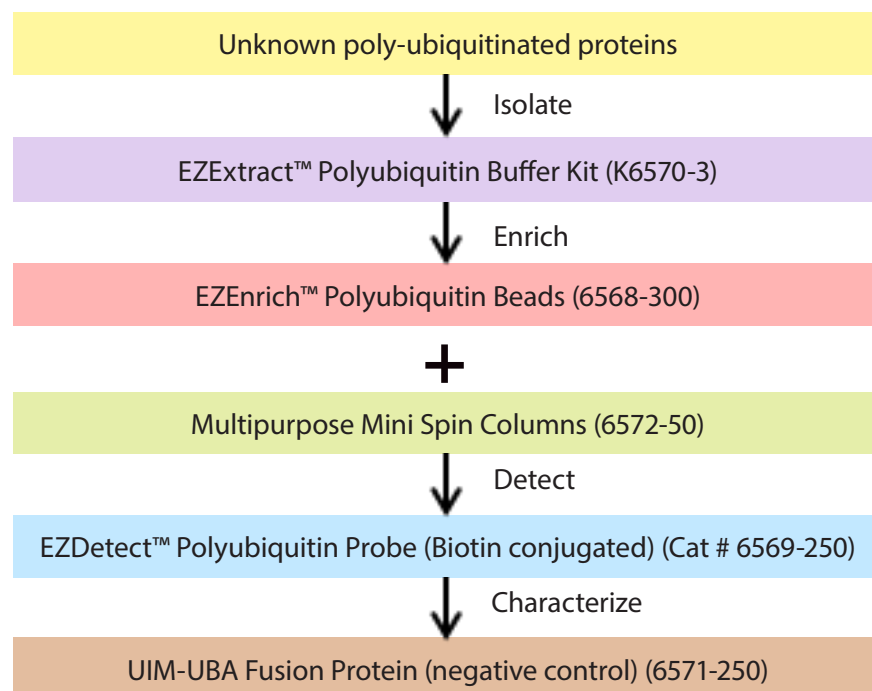 Unknown poly-ubiquitinated proteins
Isolate
EZExtract™ Polyubiquitin Buffer Kit (K6570-3)
Enrich
EZEnrich™ Polyubiquitin Beads (6568-300)
+
Multipurpose Mini Spin Columns (6572-50)
Detect
EZDetect™ Polyubiquitin Probe (Biotin conjugated) (Cat # 6569-250)
Characterize
UIM-UBA Fusion Protein (negative control) (6571-250)